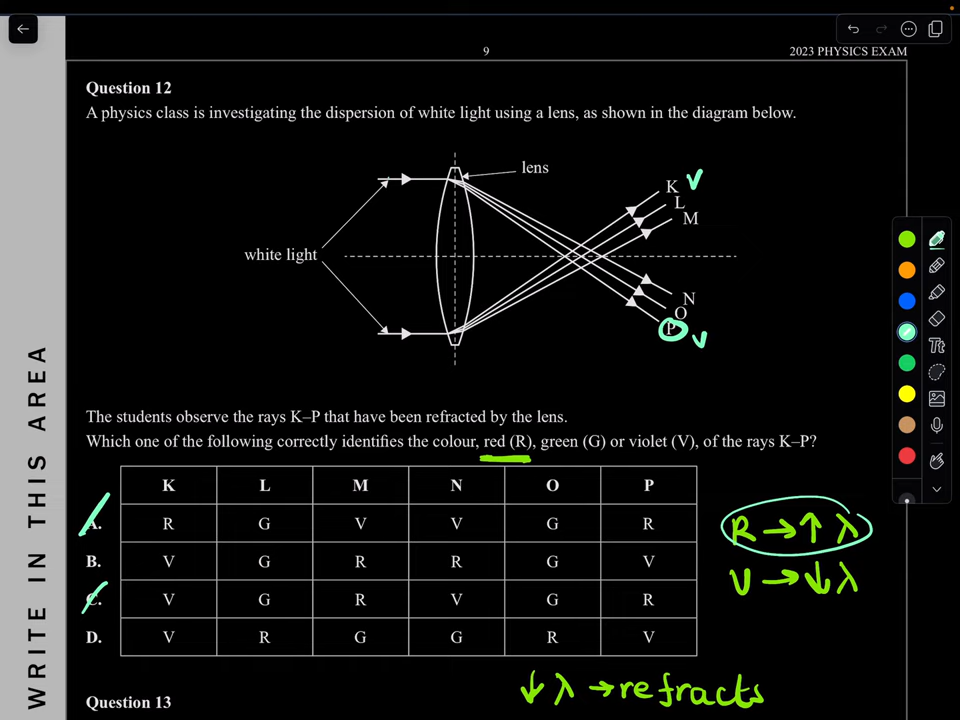 9
2023 PHYSICS EXAM
Question 12
A physics class is investigating the dispersion of white light using a lens, as shown in the diagram below.
lens
K V
L
M
white light
N
O
P V
The students observe the rays K–P that have been refracted by the lens.
Which one of the following correctly identifies the colour, red (R), green (G) or violet (V), of the rays K–P?
K L M N O P
A. R G V V G R
B. V G R R G V
C. V G R V G R
D. V R G G R V
R → ↑ λ
V → ↓ λ
↓ λ → refracts
Question 13
WRITE IN THIS AREA
Tt